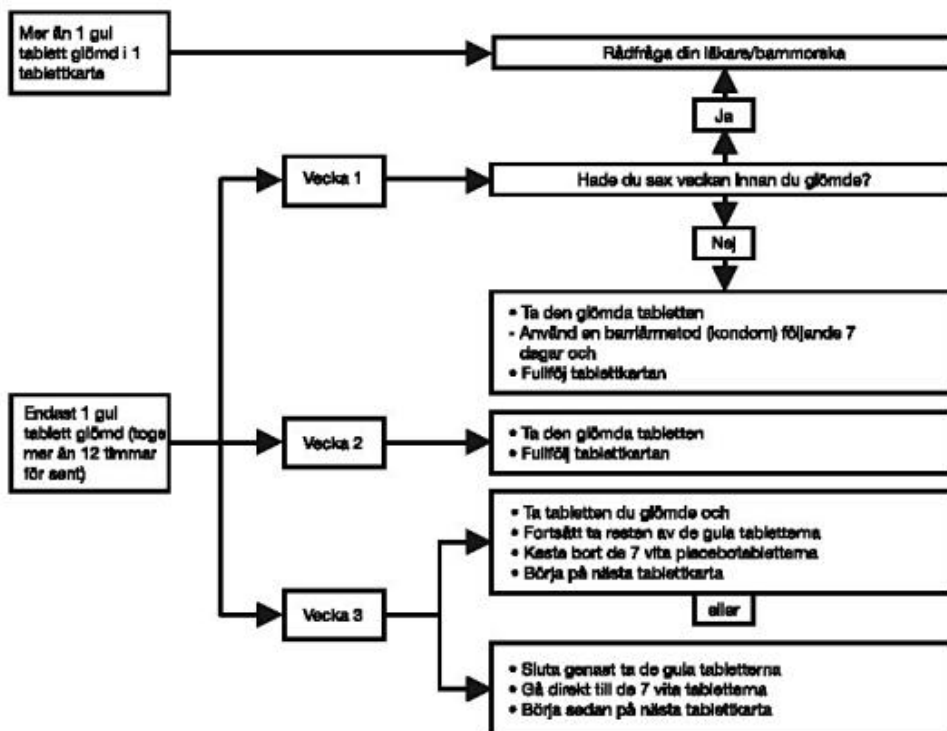 Mer än 1 gul
tablett glömd i 1
tablettkarta
Rådfråga din läkare/barnmorska
Ja
Vecka 1
Hade du sex veckan innan du glömde?
Nej
• Ta den glömda tabletten
- Använd en barriärmetod (kondom) följande 7
dagar och
• Fullföj tablettkartan
Endast 1 gul
tablett glömd (togs
mer än 12 timmar
för sent)
Vecka 2
• Ta den glömda tabletten
• Fullfölj tablettkartan
• Ta tabletten du glömde och
• Fortsätt ta resten av de gula tabletterna
• Kasta bort de 7 vita placebotabletterna
• Börja på nästa tablettkarta
Vecka 3
eller
• Sluta genast ta de gula tabletterna
• Gå direkt till de 7 vita tabletterna
• Börja sedan på nästa tablettkarta